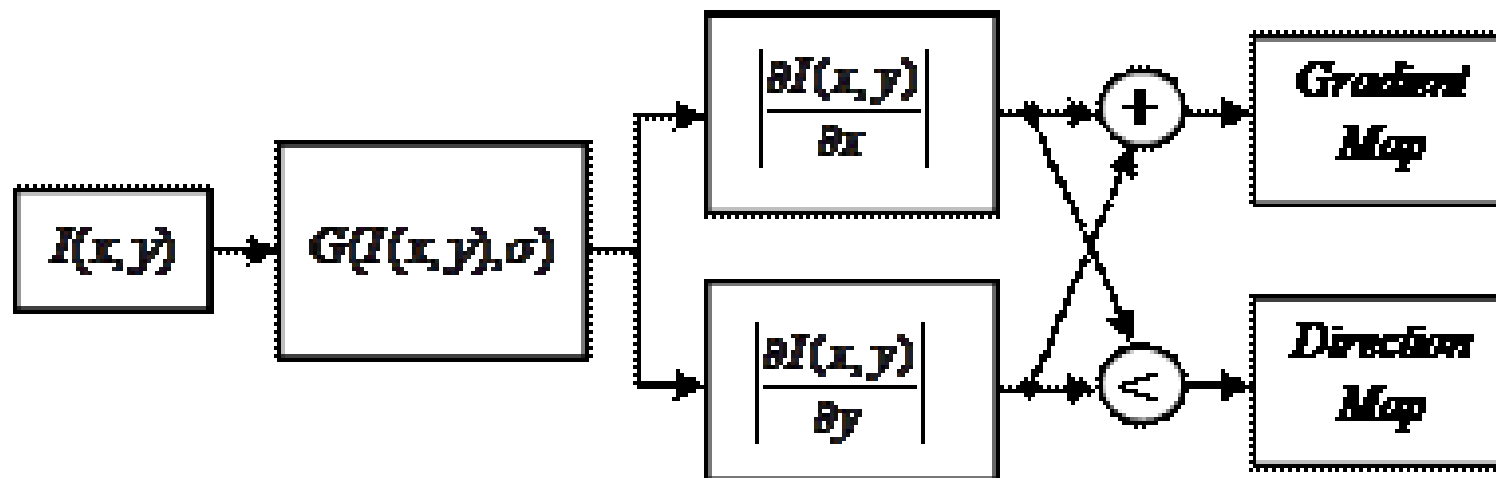 I(x, y)
G(I(x, y), σ)
|∂I(x, y)/∂x|
|∂I(x, y)/∂y|
+
<
Gradient
Map
Direction
Map